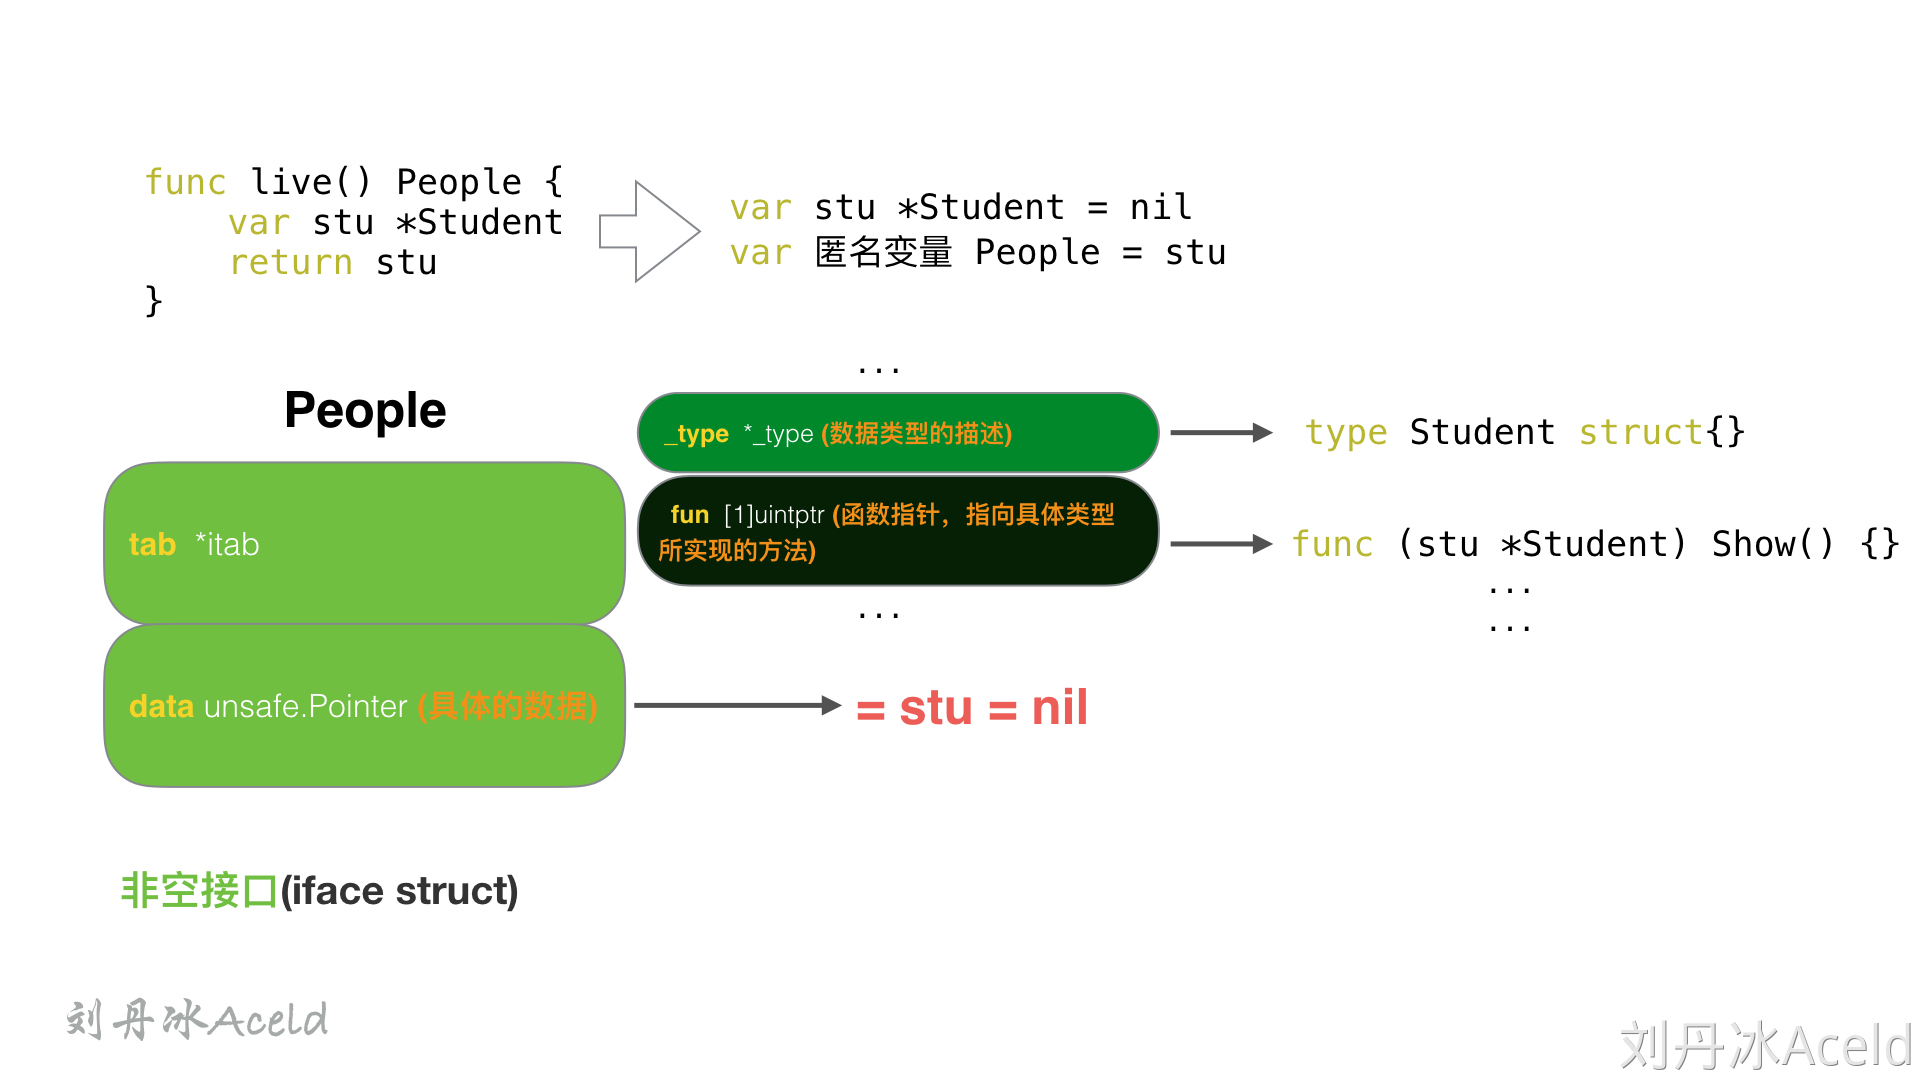 func live() People {
    var stu *Student
    return stu
}
var stu *Student = nil
var 匿名变量 People = stu
...
People
_type *_type (数据类型的描述)
type Student struct{}
tab *itab
fun [1]uintptr (函数指针，指向具体类型
所实现的方法)
func (stu *Student) Show() {}
...
...
...
data unsafe.Pointer (具体的数据)
= stu = nil
非空接口(iface struct)
刘丹冰Aceld
刘丹冰Aceld